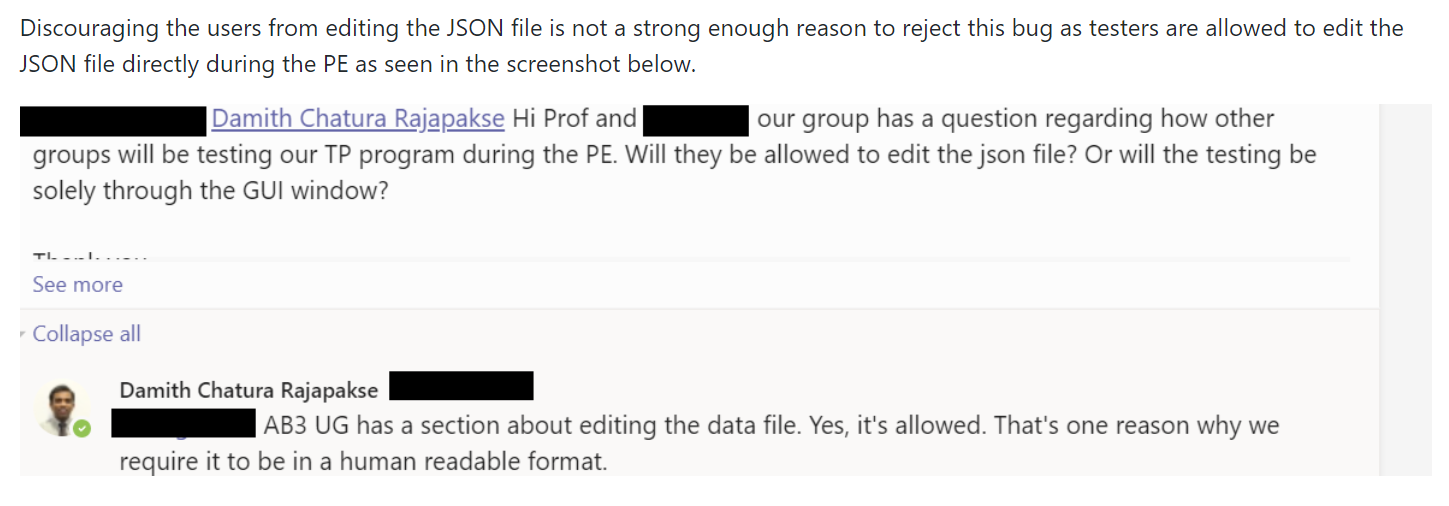 Discouraging the users from editing the JSON file is not a strong enough reason to reject this bug as testers are allowed to edit the
JSON file directly during the PE as seen in the screenshot below.
Damith Chatura Rajapakse Hi Prof and our group has a question regarding how other
groups will be testing our TP program during the PE. Will they be allowed to edit the json file? Or will the testing be
solely through the GUI window?
See more
Collapse all
Damith Chatura Rajapakse
AB3 UG has a section about editing the data file. Yes, it's allowed. That's one reason why we
require it to be in a human readable format.